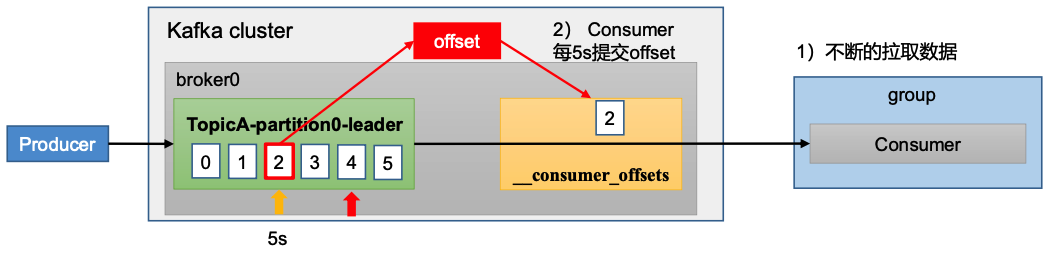 Kafka cluster
offset
2） Consumer
每5s提交offset
1）不断的拉取数据
broker0
group
TopicA-partition0-leader
2
Producer
Consumer
0 1 2 3 4 5
__consumer_offsets
5s